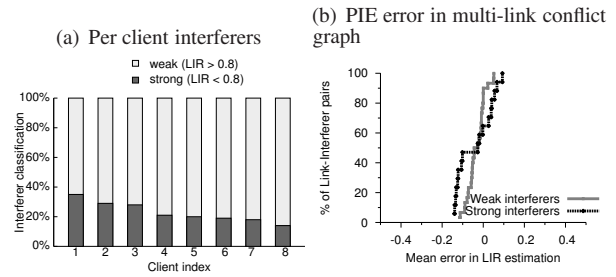 (a) Per client interferers
weak (LIR > 0.8)
strong (LIR < 0.8)
100%
80%
60%
40%
20%
0%
Interferer classification
1 2 3 4 5 6 7 8
Client index
(b) PIE error in multi-link conflict
graph
100
80
60
40
20
0
% of Link-Interferer pairs
Weak interferers
Strong interferers
-0.4 -0.2 0 0.2 0.4
Mean error in LIR estimation